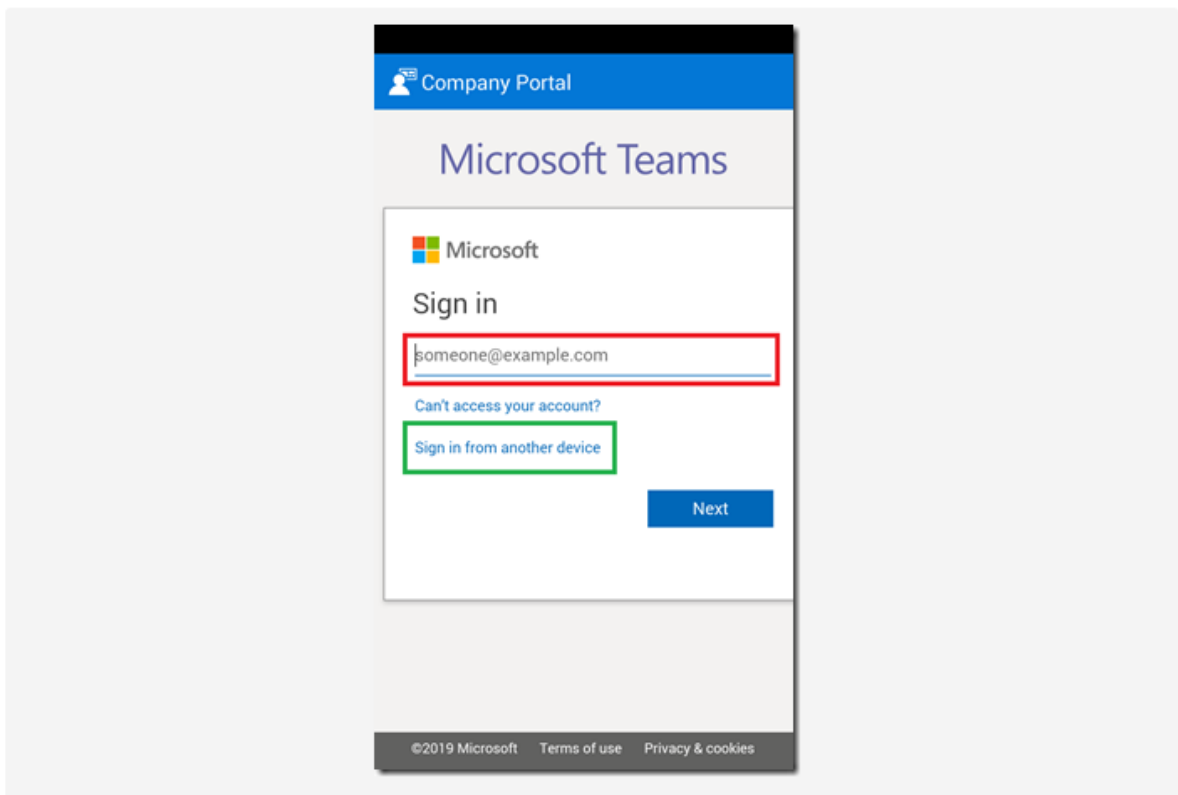 Company Portal
Microsoft Teams
Microsoft
Sign in
someone@example.com
Can't access your account?
Sign in from another device
Next
©2019 Microsoft Terms of use Privacy & cookies